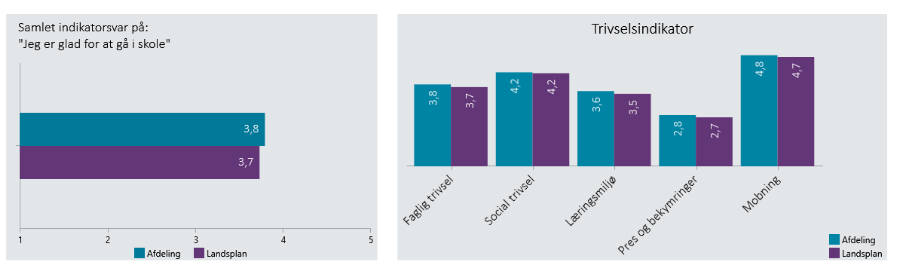 Samlet indikatorsvar på:
"Jeg er glad for at gå i skole"
3,8
3,7
1 2 3 4 5
Afdeling Landsplan
Trivselsindikator
3,8 3,7 4,2 4,2 3,6 3,5 2,8 2,7 4,8 4,7
Faglig trivsel
Social trivsel
Læringsmiljø
Pres og bekymringer
Mobning
Afdeling
Landsplan